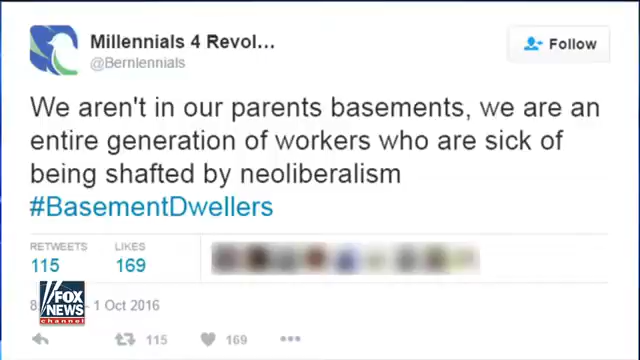 Millennials 4 Revol...
@Bernlennials
Follow
We aren't in our parents basements, we are an
entire generation of workers who are sick of
being shafted by neoliberalism
#BasementDwellers
RETWEETS LIKES
115 169
8 - 1 Oct 2016
FOX
NEWS
channel
115 169